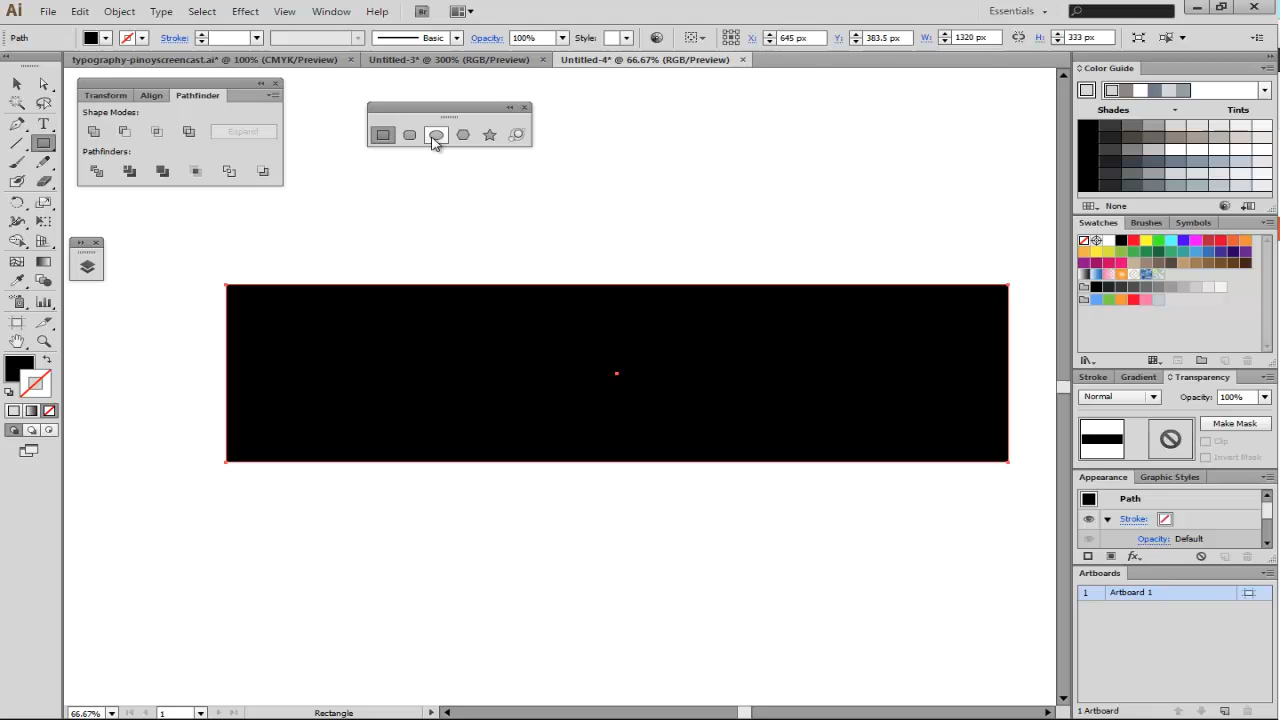 Ai File Edit Object Type Select Effect View Window Help Br Essentials
Path Stroke: Basic Opacity: 100% Style: X: 645 px Y: 383.5 px W: 1320 px H: 333 px
typography-pinoyscreencast.ai* @ 100% (CMYK/Preview) Untitled-3* @ 300% (RGB/Preview) Untitled-4* @ 66.67% (RGB/Preview)
Color Guide
Transform Align Pathfinder
Shape Modes:
Expand
Pathfinders:
Shades Tints
None
Swatches Brushes Symbols
Stroke Gradient Transparency
Normal Opacity: 100%
Make Mask
Clip
Invert Mask
Appearance Graphic Styles
Path
Stroke:
Opacity: Default
fx
Artboards
1 Artboard 1
1 Artboard
66.67% 1 Rectangle